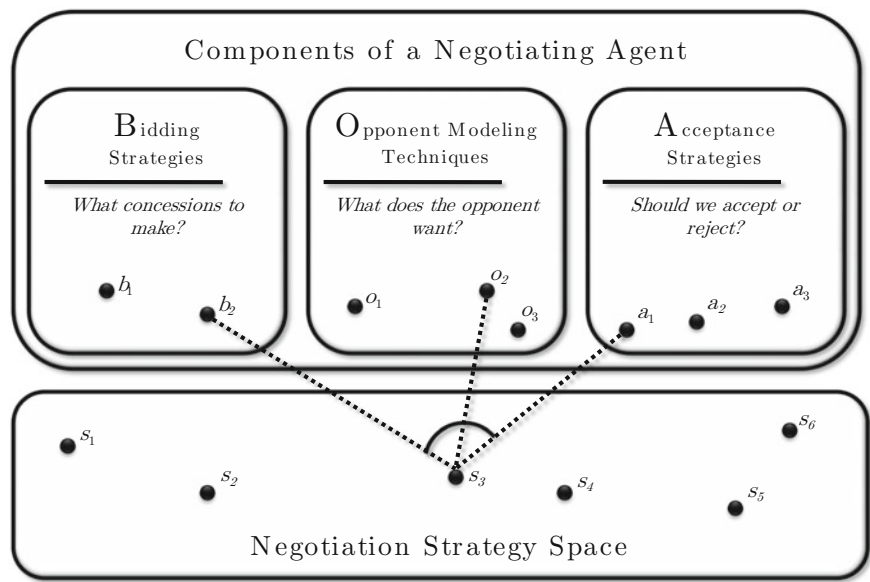 Components of a Negotiating Agent
Bidding
Strategies
What concessions to
make?
b1
b2
Opponent Modeling
Techniques
What does the opponent
want?
o1
o2
o3
Acceptance
Strategies
Should we accept or
reject?
a1
a2
a3
s1
s2
s3
s4
s5
s6
Negotiation Strategy Space